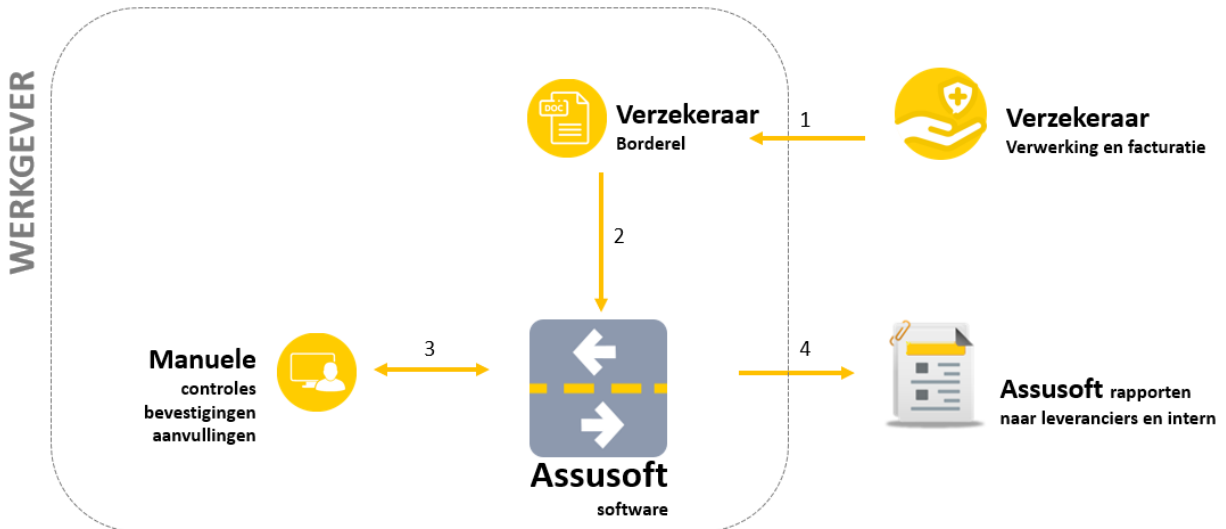 WERKGEVER
DOC
Verzekeraar
Borderel
1
Verzekeraar
Verwerking en facturatie
2
Manuele
controles
bevestigingen
aanvullingen
3
4
Assusoft rapporten
naar leveranciers en intern
Assusoft
software